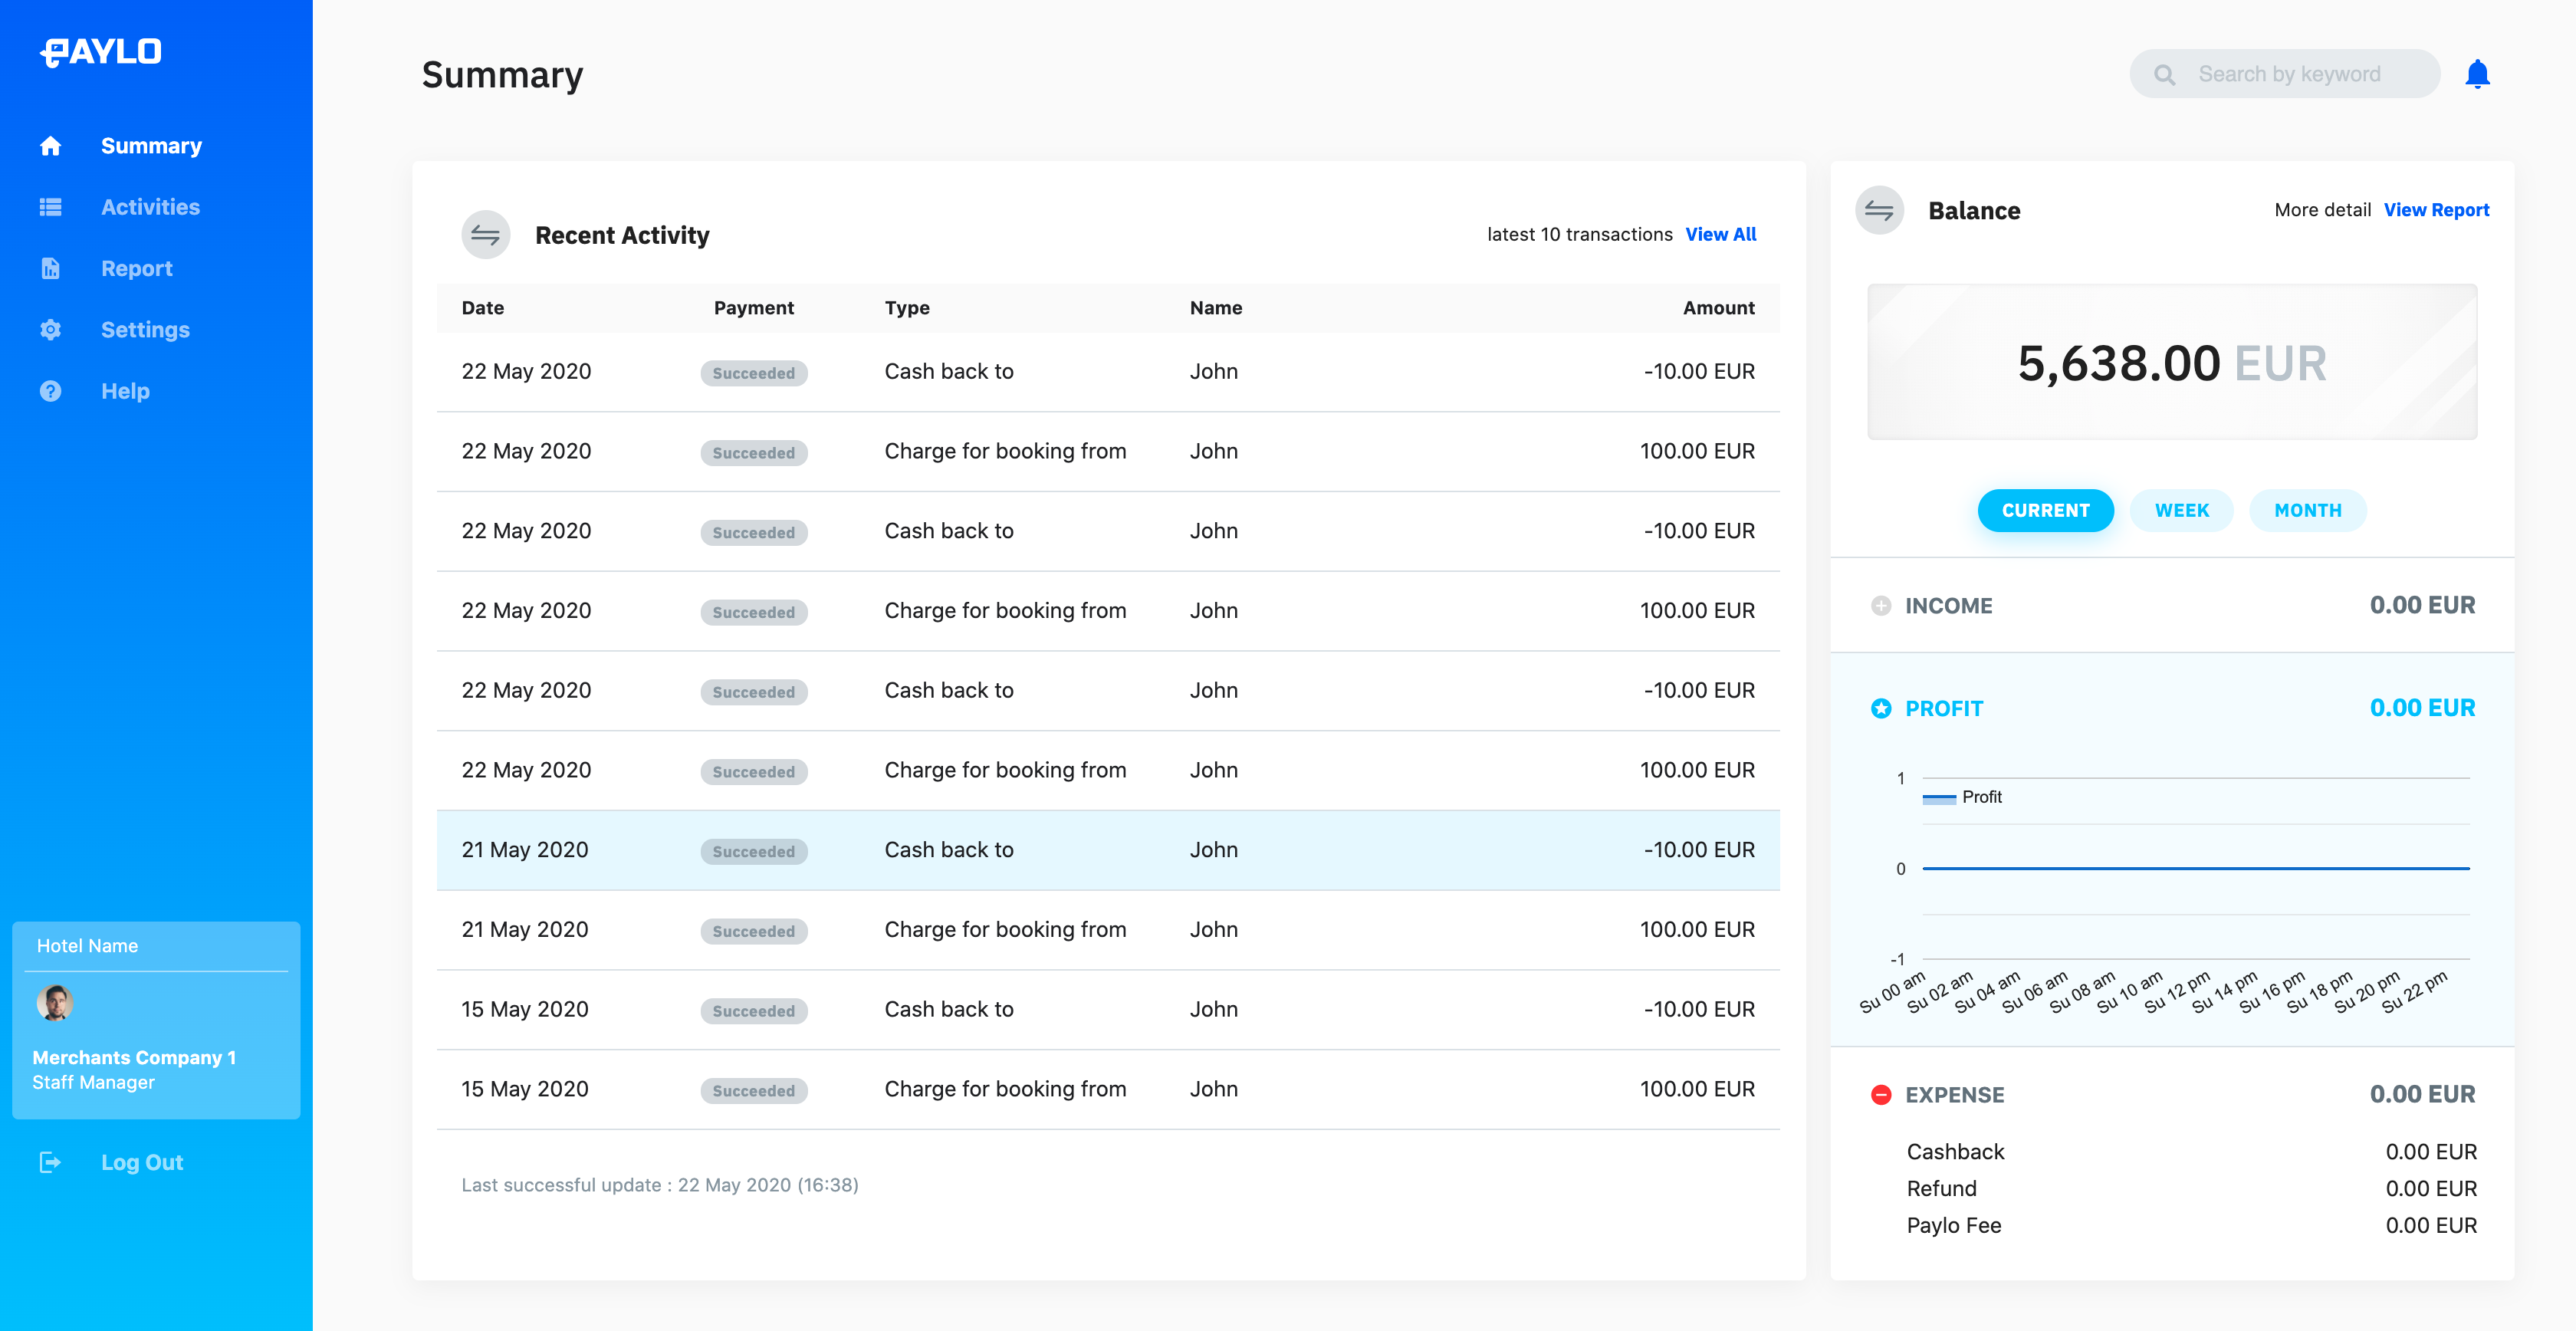 PAYLO
Summary
Activities
Report
Settings
Help
Hotel Name
Merchants Company 1
Staff Manager
Log Out
Summary
Search by keyword
Recent Activity
latest 10 transactions View All
Date Payment Type Name Amount
22 May 2020 Succeeded Cash back to John -10.00 EUR
22 May 2020 Succeeded Charge for booking from John 100.00 EUR
22 May 2020 Succeeded Cash back to John -10.00 EUR
22 May 2020 Succeeded Charge for booking from John 100.00 EUR
22 May 2020 Succeeded Cash back to John -10.00 EUR
22 May 2020 Succeeded Charge for booking from John 100.00 EUR
21 May 2020 Succeeded Cash back to John -10.00 EUR
21 May 2020 Succeeded Charge for booking from John 100.00 EUR
15 May 2020 Succeeded Cash back to John -10.00 EUR
15 May 2020 Succeeded Charge for booking from John 100.00 EUR
Last successful update : 22 May 2020 (16:38)
Balance
More detail View Report
5,638.00 EUR
CURRENT WEEK MONTH
INCOME 0.00 EUR
PROFIT 0.00 EUR
1
Profit
0
-1
Su 00 am Su 02 am Su 04 am Su 06 am Su 08 am Su 10 am Su 12 pm Su 14 pm Su 16 pm Su 18 pm Su 20 pm Su 22 pm
EXPENSE 0.00 EUR
Cashback 0.00 EUR
Refund 0.00 EUR
Paylo Fee 0.00 EUR